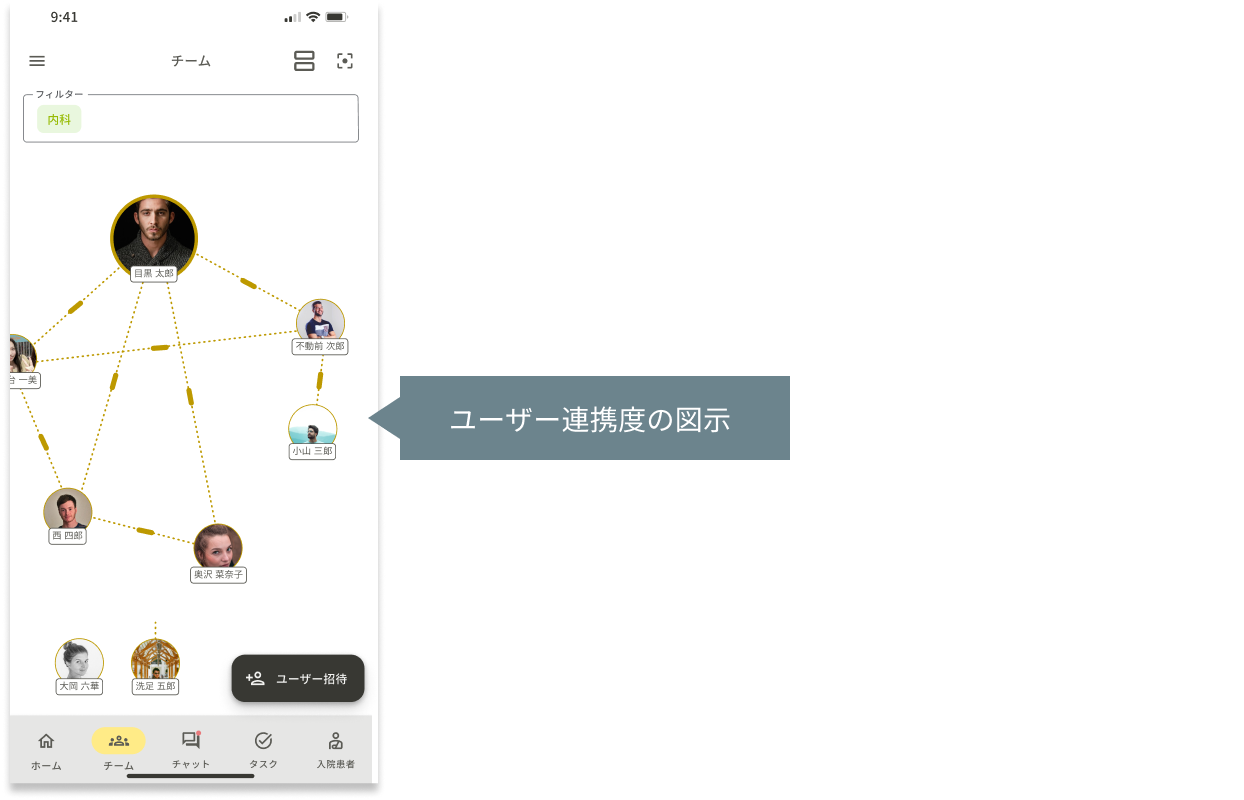 9:41
チーム
フィルター
内科
目黒 太郎
不動前 次郎
台 一美
ユーザー連携度の図示
小山 三郎
西 四郎
奥沢 菜奈子
大岡 六華
洗足 五郎
ユーザー招待
ホーム
チーム
チャット
タスク
入院患者